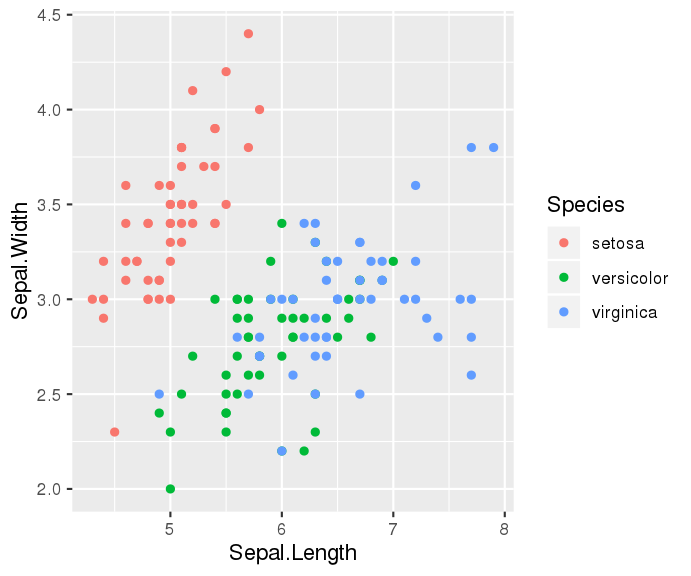 4.5
4.0
3.5
3.0
2.5
2.0
Sepal.Width
5
6
7
8
Sepal.Length
Species
setosa
versicolor
virginica